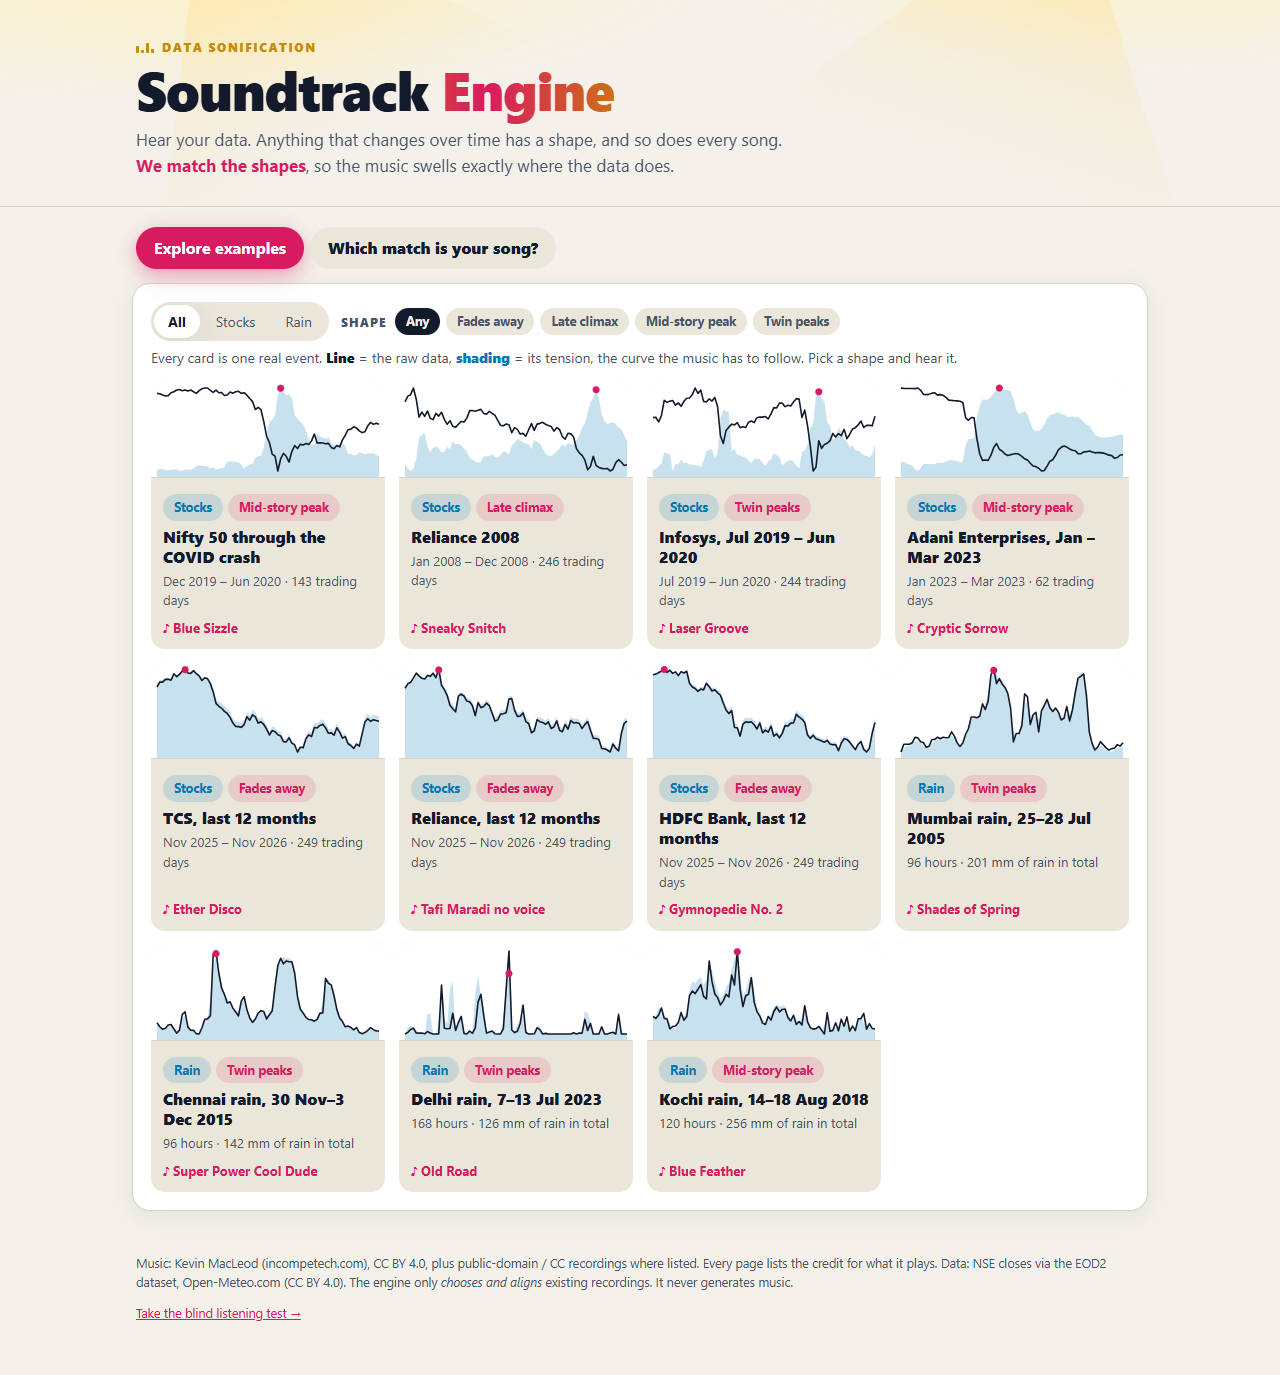 DATA SONIFICATION
Soundtrack Engine
Hear your data. Anything that changes over time has a shape, and so does every song.
We match the shapes, so the music swells exactly where the data does.
Explore examples
Which match is your song?
All
Stocks
Rain
SHAPE
Any
Fades away
Late climax
Mid-story peak
Twin peaks
Every card is one real event. Line = the raw data, shading = its tension, the curve the music has to follow. Pick a shape and hear it.
Stocks
Mid-story peak
Nifty 50 through the
COVID crash
Dec 2019 – Jun 2020 · 143 trading
days
♪ Blue Sizzle
Stocks
Late climax
Reliance 2008
Jan 2008 – Dec 2008 · 246 trading
days
♪ Sneaky Snitch
Stocks
Twin peaks
Infosys, Jul 2019 – Jun
2020
Jul 2019 – Jun 2020 · 244 trading
days
♪ Laser Groove
Stocks
Mid-story peak
Adani Enterprises, Jan –
Mar 2023
Jan 2023 – Mar 2023 · 62 trading
days
♪ Cryptic Sorrow
Stocks
Fades away
TCS, last 12 months
Nov 2025 – Nov 2026 · 249 trading
days
♪ Ether Disco
Stocks
Fades away
Reliance, last 12 months
Nov 2025 – Nov 2026 · 249 trading
days
♪ Tafi Maradi no voice
Stocks
Fades away
HDFC Bank, last 12
months
Nov 2025 – Nov 2026 · 249 trading
days
♪ Gymnopedie No. 2
Rain
Twin peaks
Mumbai rain, 25–28 Jul
2005
96 hours · 201 mm of rain in total
♪ Shades of Spring
Rain
Twin peaks
Chennai rain, 30 Nov–3
Dec 2015
96 hours · 142 mm of rain in total
♪ Super Power Cool Dude
Rain
Twin peaks
Delhi rain, 7–13 Jul 2023
168 hours · 126 mm of rain in total
♪ Old Road
Rain
Mid-story peak
Kochi rain, 14–18 Aug 2018
120 hours · 256 mm of rain in total
♪ Blue Feather
Music: Kevin MacLeod (incompetech.com), CC BY 4.0, plus public-domain / CC recordings where listed. Every page lists the credit for what it plays. Data: NSE closes via the EOD2
dataset, Open-Meteo.com (CC BY 4.0). The engine only chooses and aligns existing recordings. It never generates music.
Take the blind listening test →